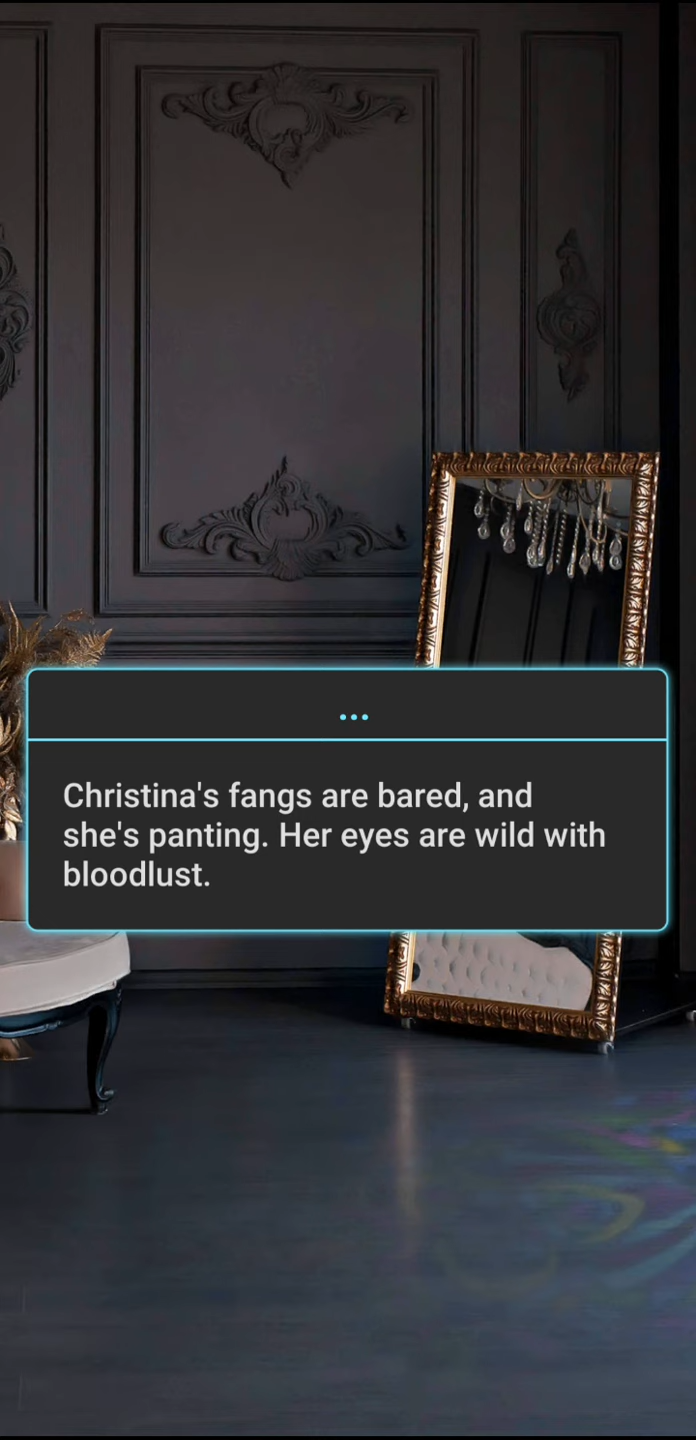 ...
Christina's fangs are bared, and
she's panting. Her eyes are wild with
bloodlust.